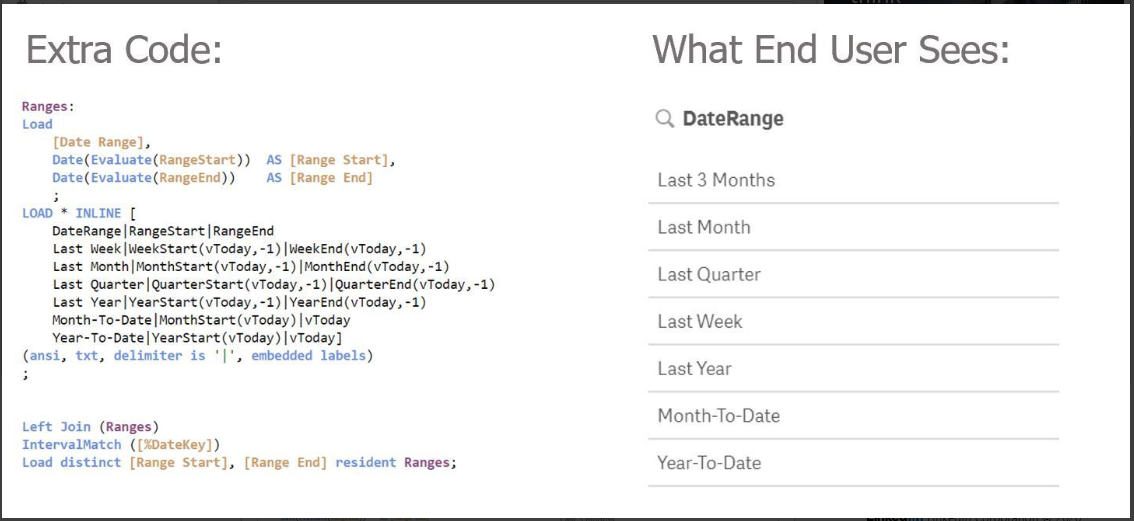 Extra Code:
Ranges:
Load
[Date Range],
Date(Evaluate(RangeStart)) AS [Range Start],
Date(Evaluate(RangeEnd)) AS [Range End]
;
LOAD * INLINE [
DateRange|RangeStart|RangeEnd
Last Week|WeekStart(vToday,-1)|WeekEnd(vToday,-1)
Last Month|MonthStart(vToday,-1)|MonthEnd(vToday,-1)
Last Quarter|QuarterStart(vToday,-1)|QuarterEnd(vToday,-1)
Last Year|YearStart(vToday,-1)|YearEnd(vToday,-1)
Month-To-Date|MonthStart(vToday)|vToday
Year-To-Date|YearStart(vToday)|vToday]
(ansi, txt, delimiter is '|', embedded labels)
;
Left Join (Ranges)
IntervalMatch ([%DateKey])
Load distinct [Range Start], [Range End] resident Ranges;
What End User Sees:
DateRange
Last 3 Months
Last Month
Last Quarter
Last Week
Last Year
Month-To-Date
Year-To-Date